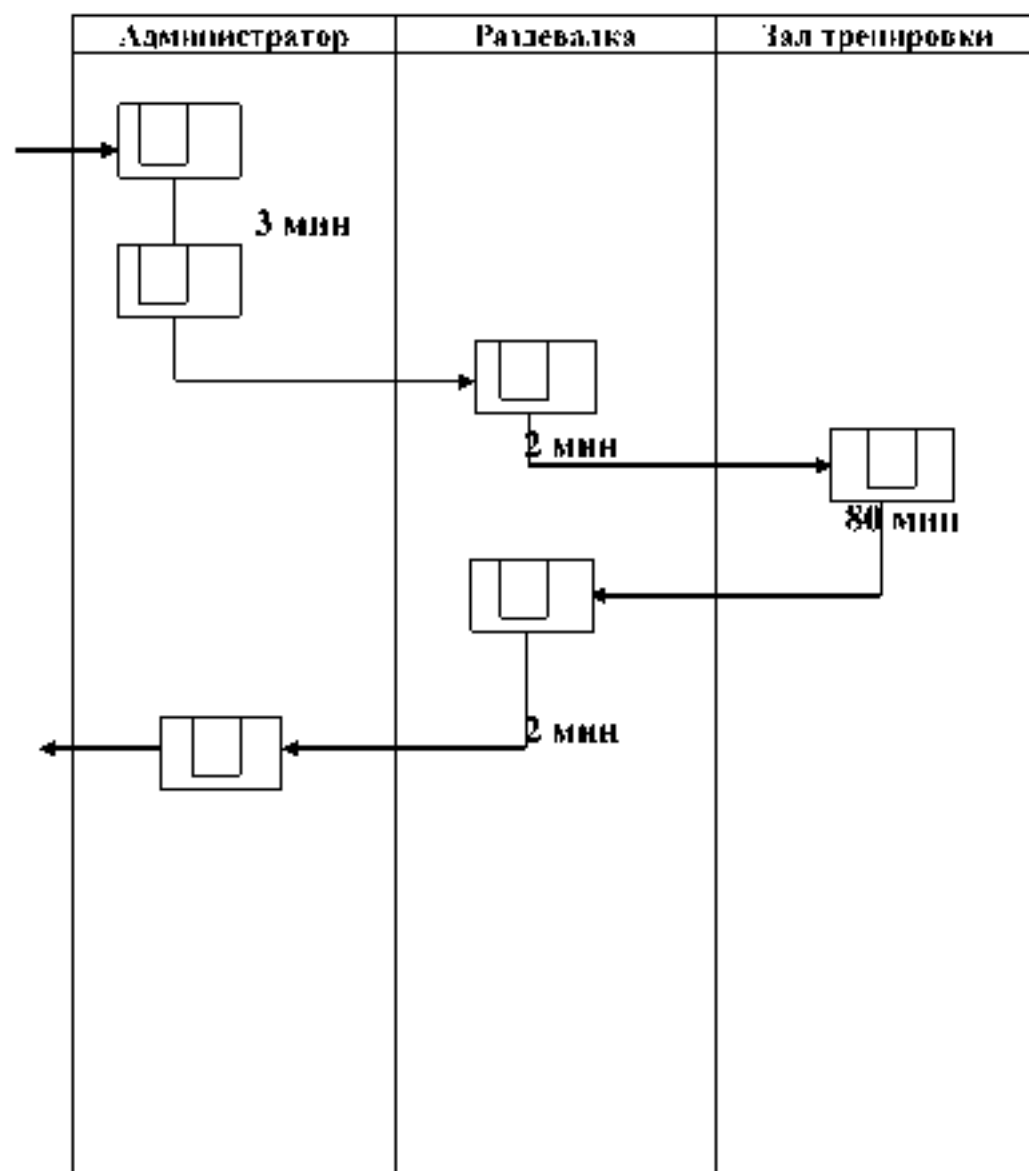 Администратор
Раздевалка
Зал тренировки
3 мин
2 мин
80 мин
2 мин